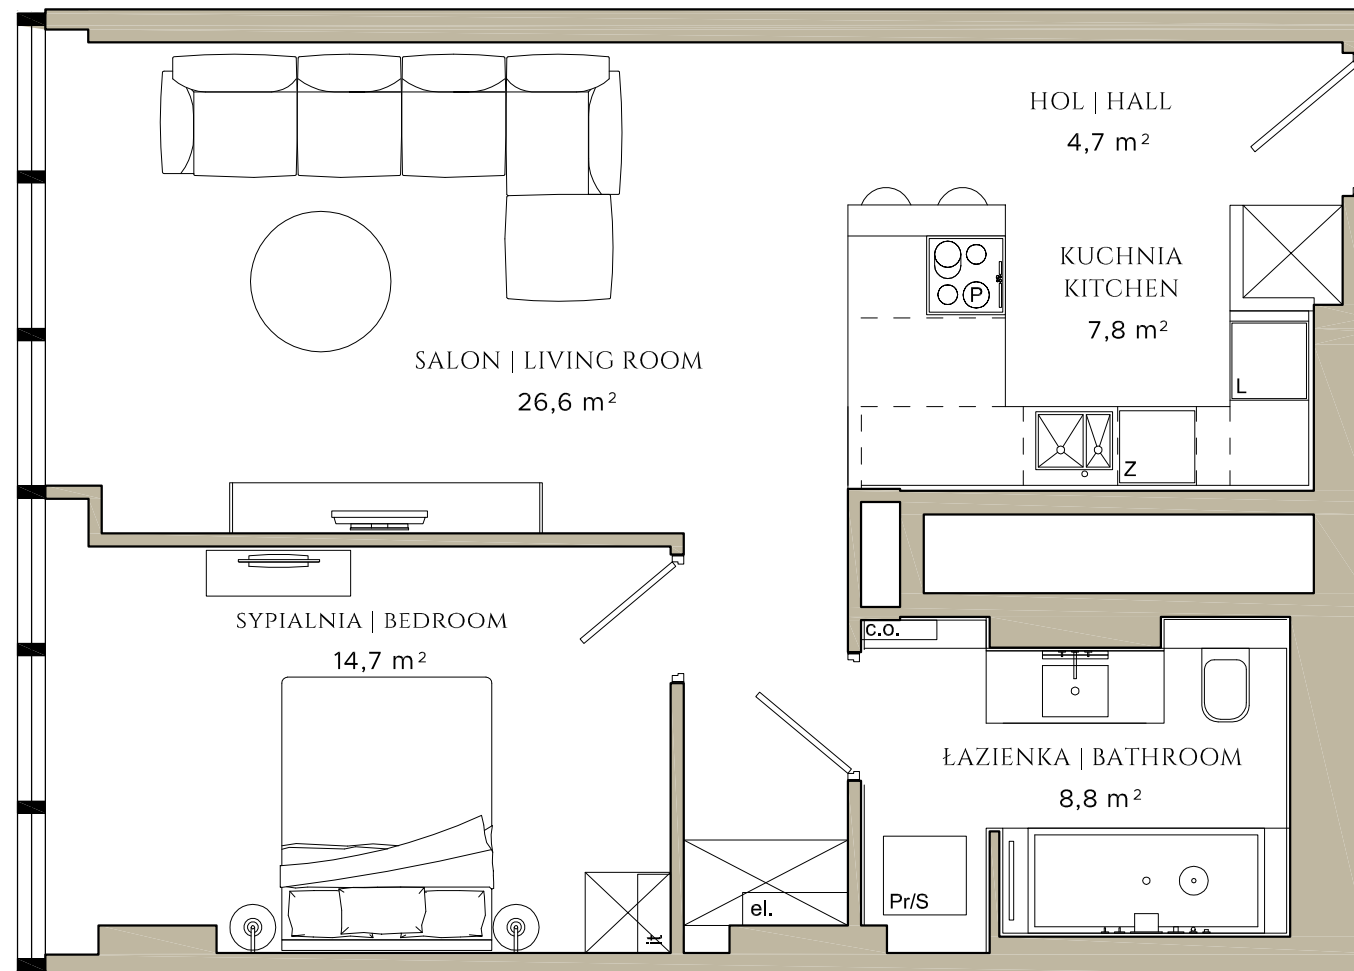 HOL | HALL
4,7 m²
KUCHNIA
KITCHEN
7,8 m²
P
L
SALON | LIVING ROOM
26,6 m²
Z
SYPIALNIA | BEDROOM
14,7 m²
c.o.
ŁAZIENKA | BATHROOM
8,8 m²
Pr/S
el.
it